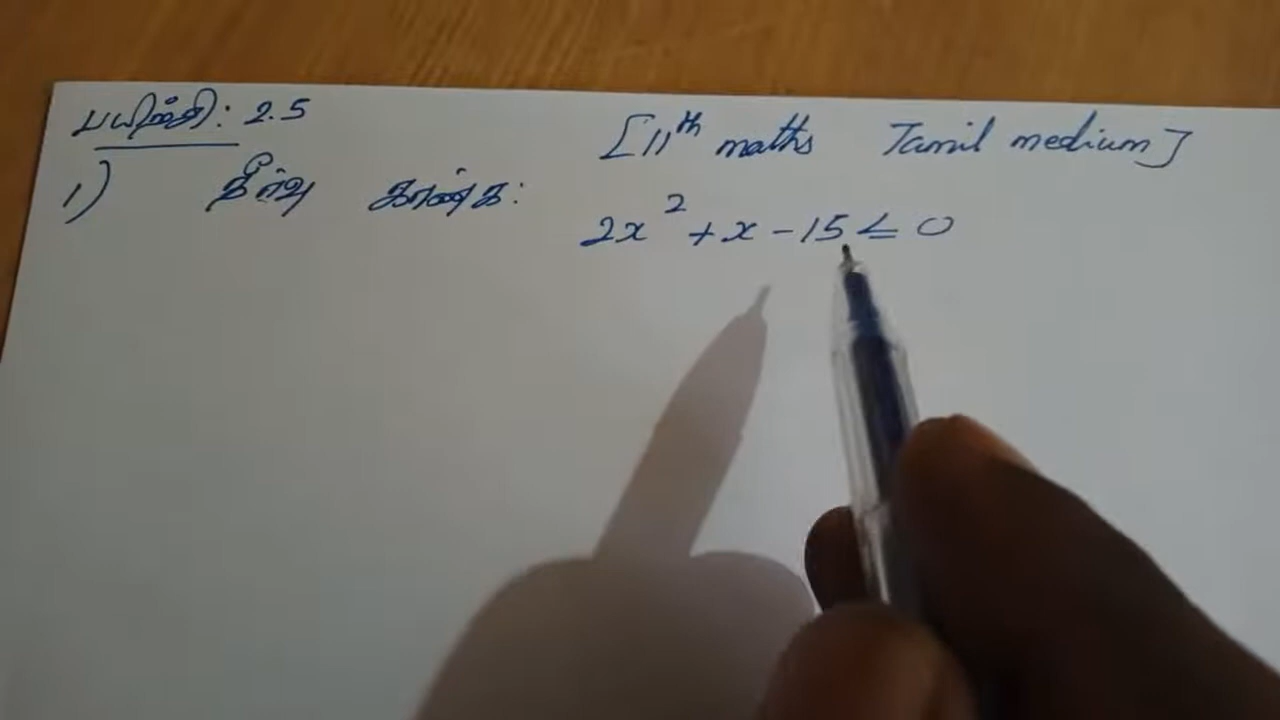 பயிற்சி: 2.5 [11th maths Tamil medium]
1) தீர்வு காண்க: 2x² + x - 15 ≤ 0